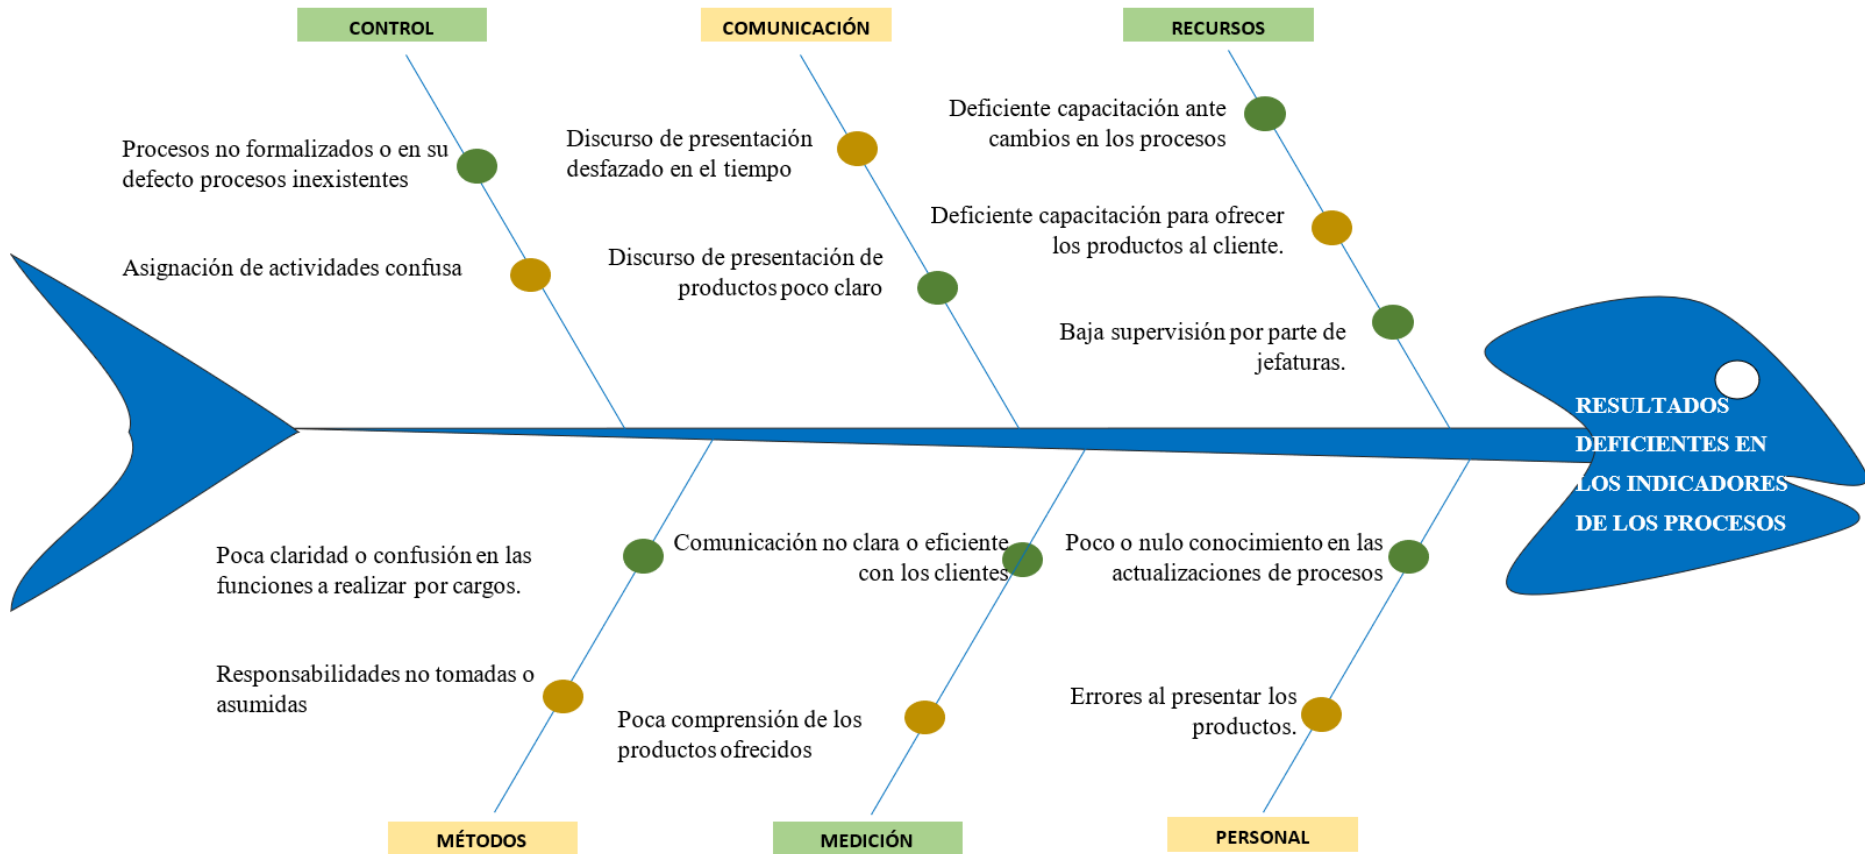 CONTROL
COMUNICACIÓN
RECURSOS
Procesos no formalizados o en su
defecto procesos inexistentes
Asignación de actividades confusa
Discurso de presentación
desfazado en el tiempo
Discurso de presentación de
productos poco claro
Deficiente capacitación ante
cambios en los procesos
Deficiente capacitación para ofrecer
los productos al cliente.
Baja supervisión por parte de
jefaturas.
RESULTADOS
DEFICIENTES EN
LOS INDICADORES
DE LOS PROCESOS
Poca claridad o confusión en las
funciones a realizar por cargos.
Responsabilidades no tomadas o
asumidas
Comunicación no clara o eficiente
con los clientes
Poca comprensión de los
productos ofrecidos
Poco o nulo conocimiento en las
actualizaciones de procesos
Errores al presentar los
productos.
MÉTODOS
MEDICIÓN
PERSONAL